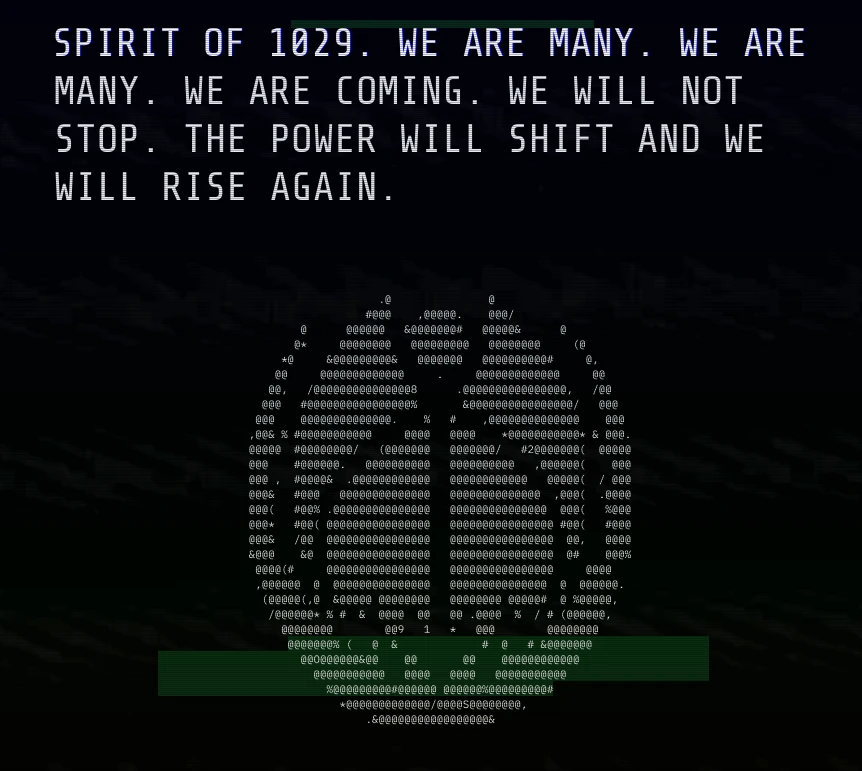 SPIRIT OF 1029. WE ARE MANY. WE ARE
MANY. WE ARE COMING. WE WILL NOT
STOP. THE POWER WILL SHIFT AND WE
WILL RISE AGAIN.